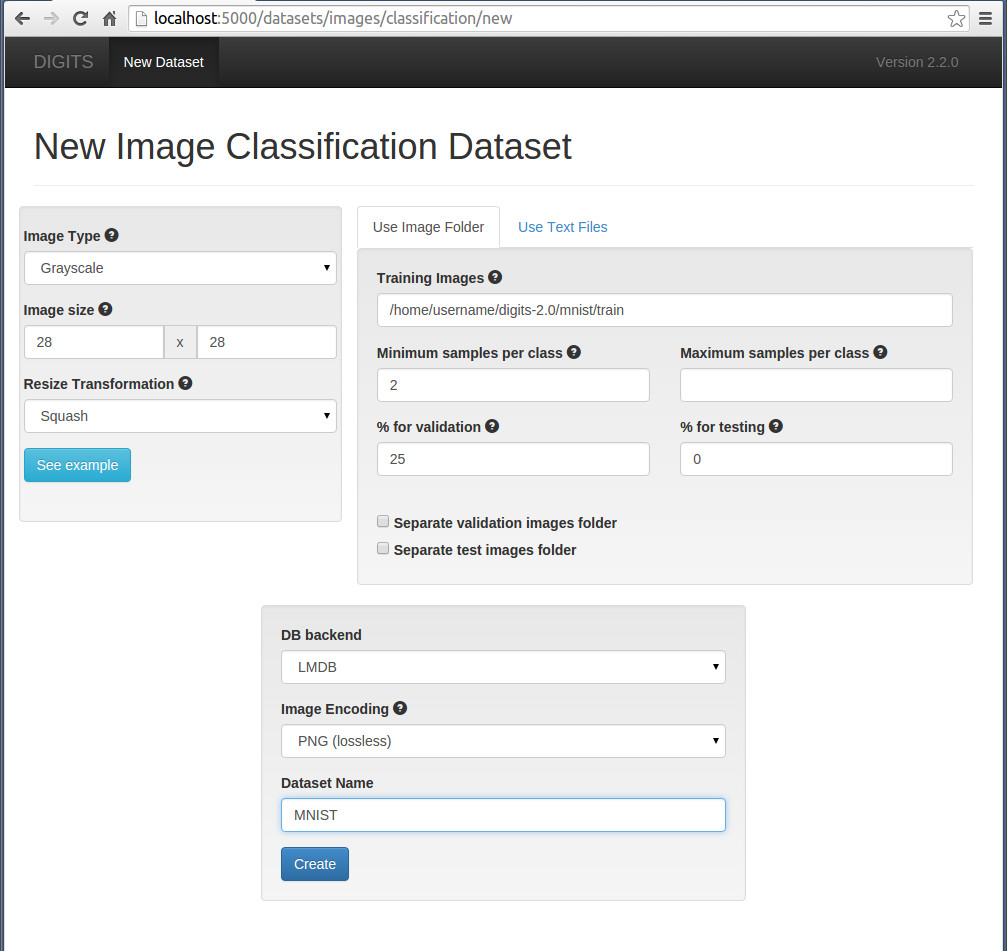 localhost:5000/datasets/images/classification/new
DIGITS New Dataset Version 2.2.0
New Image Classification Dataset
Image Type
Grayscale
Image size
28 x 28
Resize Transformation
Squash
See example
Use Image Folder Use Text Files
Training Images
/home/username/digits-2.0/mnist/train
Minimum samples per class Maximum samples per class
2
% for validation % for testing
25 0
Separate validation images folder
Separate test images folder
DB backend
LMDB
Image Encoding
PNG (lossless)
Dataset Name
MNIST
Create